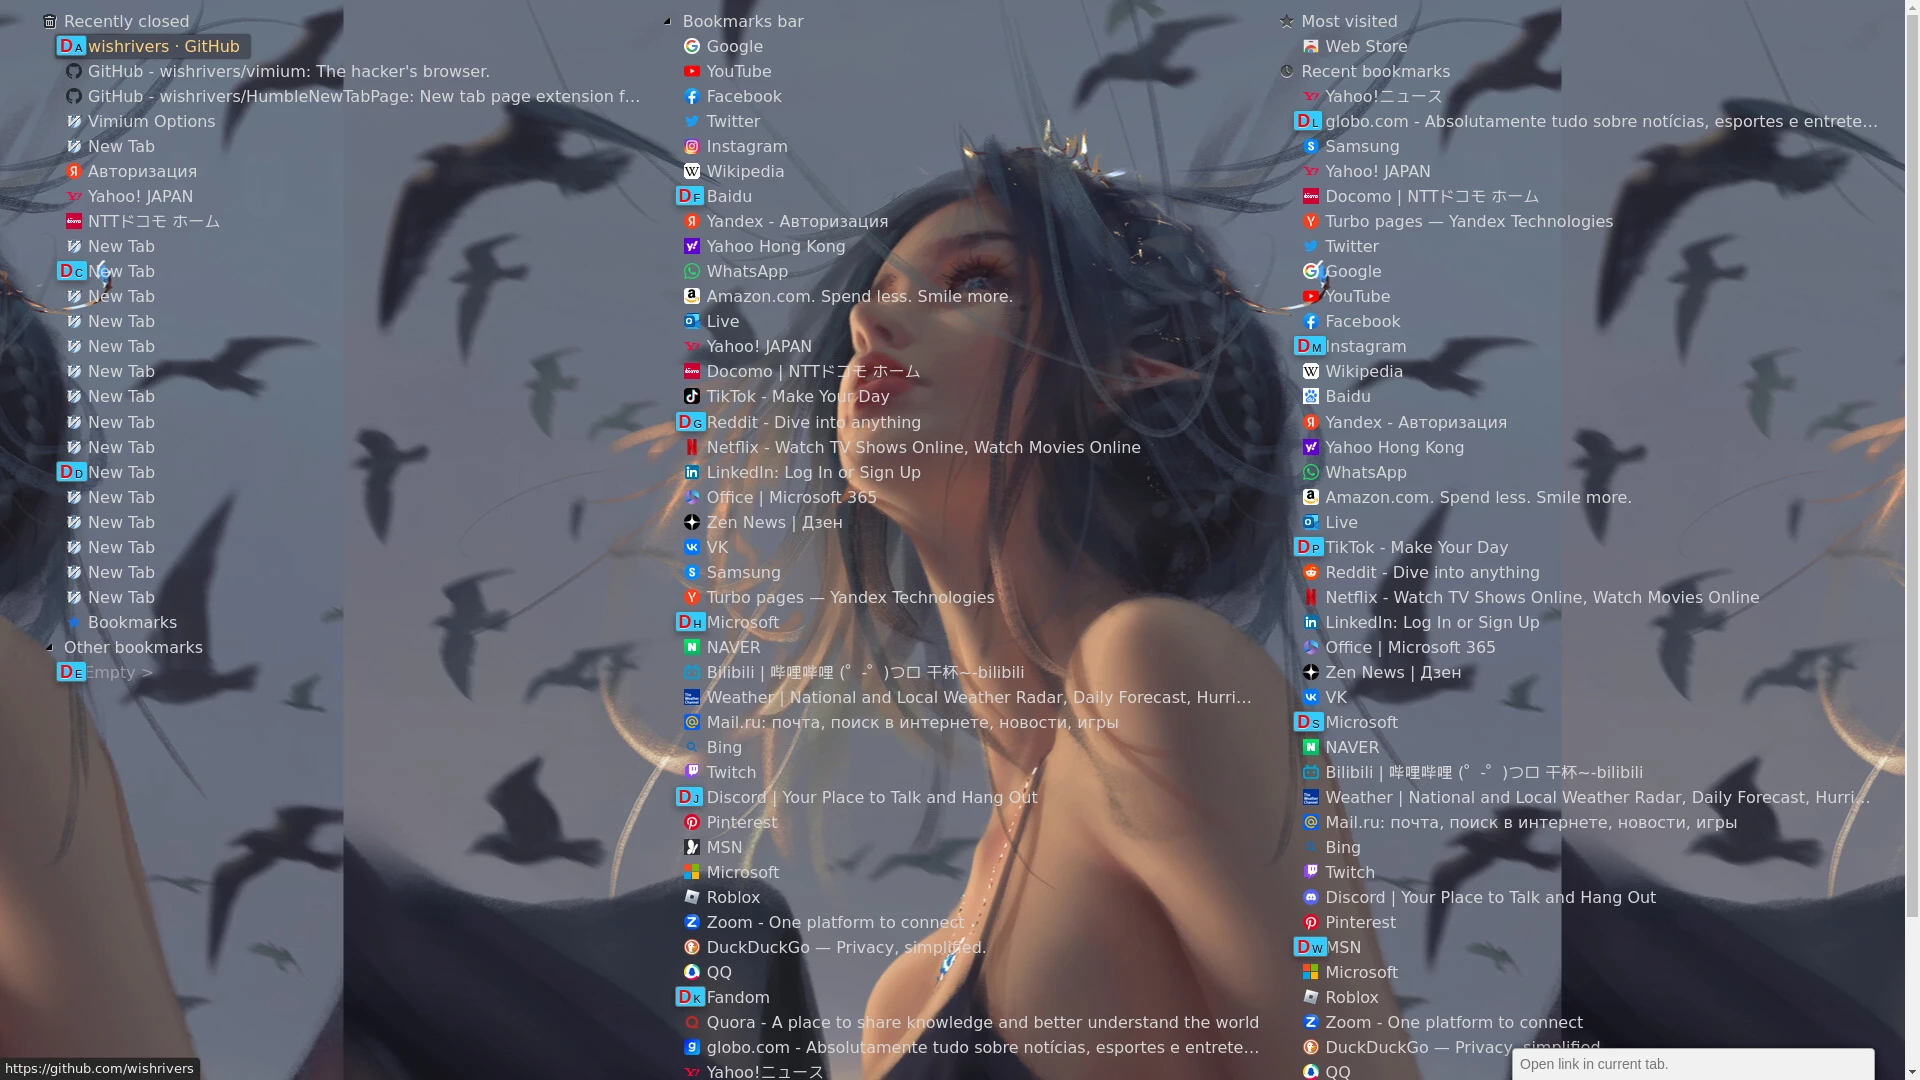 Recently closed
DA wishrivers · GitHub
GitHub - wishrivers/vimium: The hacker's browser.
GitHub - wishrivers/HumbleNewTabPage: New tab page extension f…
Vimium Options
New Tab
Авторизация
Yahoo! JAPAN
NTTドコモ ホーム
New Tab
DC New Tab
New Tab
New Tab
New Tab
New Tab
New Tab
New Tab
New Tab
DD New Tab
New Tab
New Tab
New Tab
New Tab
New Tab
Bookmarks
Other bookmarks
DE Empty >
Bookmarks bar
Google
YouTube
Facebook
Twitter
Instagram
Wikipedia
DF Baidu
Yandex - Авторизация
Yahoo Hong Kong
WhatsApp
Amazon.com. Spend less. Smile more.
Live
Yahoo! JAPAN
Docomo | NTTドコモ ホーム
TikTok - Make Your Day
DG Reddit - Dive into anything
Netflix - Watch TV Shows Online, Watch Movies Online
LinkedIn: Log In or Sign Up
Office | Microsoft 365
Zen News | Дзен
VK
Samsung
Turbo pages — Yandex Technologies
DH Microsoft
NAVER
Bilibili | 哔哩哔哩 (゜-゜)つロ 干杯~-bilibili
Weather | National and Local Weather Radar, Daily Forecast, Hurri…
Mail.ru: почта, поиск в интернете, новости, игры
Bing
Twitch
DJ Discord | Your Place to Talk and Hang Out
Pinterest
MSN
Microsoft
Roblox
Zoom - One platform to connect
DuckDuckGo — Privacy, simplified.
QQ
DK Fandom
Quora - A place to share knowledge and better understand the world
globo.com - Absolutamente tudo sobre notícias, esportes e entrete…
Yahoo!ニュース
Most visited
Web Store
Recent bookmarks
Yahoo!ニュース
DL globo.com - Absolutamente tudo sobre notícias, esportes e entrete…
Samsung
Yahoo! JAPAN
Docomo | NTTドコモ ホーム
Turbo pages — Yandex Technologies
Twitter
Google
YouTube
Facebook
DM Instagram
Wikipedia
Baidu
Yandex - Авторизация
Yahoo Hong Kong
WhatsApp
Amazon.com. Spend less. Smile more.
Live
DP TikTok - Make Your Day
Reddit - Dive into anything
Netflix - Watch TV Shows Online, Watch Movies Online
LinkedIn: Log In or Sign Up
Office | Microsoft 365
Zen News | Дзен
VK
DS Microsoft
NAVER
Bilibili | 哔哩哔哩 (゜-゜)つロ 干杯~-bilibili
Weather | National and Local Weather Radar, Daily Forecast, Hurri…
Mail.ru: почта, поиск в интернете, новости, игры
Bing
Twitch
Discord | Your Place to Talk and Hang Out
Pinterest
DW MSN
Microsoft
Roblox
Zoom - One platform to connect
DuckDuckGo — Privacy, simplified.
QQ
https://github.com/wishrivers
Open link in current tab.